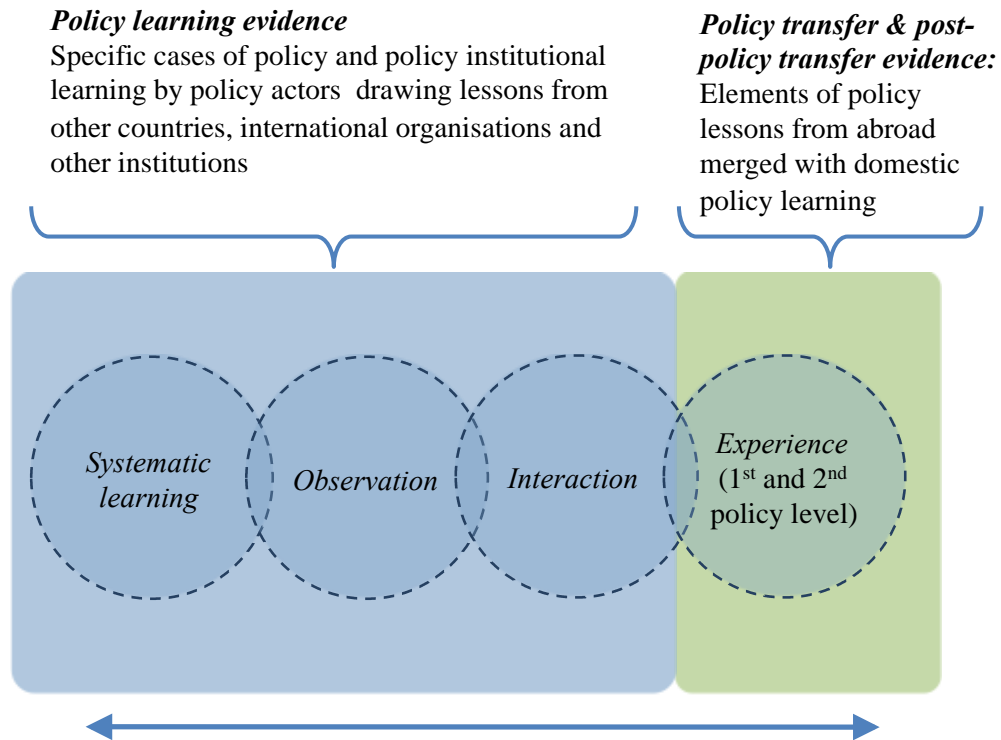 Policy learning evidence
Specific cases of policy and policy institutional
learning by policy actors drawing lessons from
other countries, international organisations and
other institutions
Policy transfer & post-
policy transfer evidence:
Elements of policy
lessons from abroad
merged with domestic
policy learning
Systematic
learning
Observation
Interaction
Experience
(1st and 2nd
policy level)